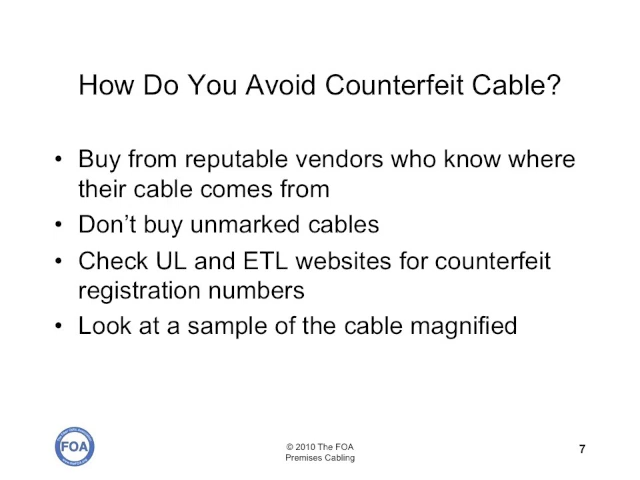 How Do You Avoid Counterfeit Cable?
• Buy from reputable vendors who know where
their cable comes from
• Don’t buy unmarked cables
• Check UL and ETL websites for counterfeit
registration numbers
• Look at a sample of the cable magnified
FOA
© 2010 The FOA
Premises Cabling
7